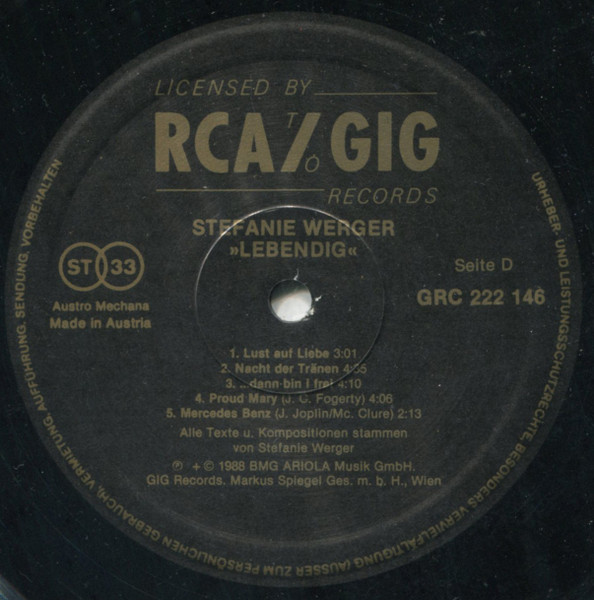 LICENSED BY
RCA TO GIG
RECORDS
STEFANIE WERGER
»LEBENDIG«
ST 33
Seite D
Austro Mechana
GRC 222 146
Made in Austria
1. Lust auf Liebe 3:01
2. Nacht der Tränen 4:55
3. ...dann bin i frei 4:10
4. Proud Mary (J. C. Fogerty) 4:06
5. Mercedes Benz (J. Joplin/Mc. Clure) 2:13
Alle Texte u. Kompositionen stammen
von Stefanie Werger
Ⓟ + © 1988 BMG ARIOLA Musik GmbH.
GIG Records. Markus Spiegel Ges. m. b. H., Wien
URHEBER- UND LEISTUNGSSCHUTZRECHTE BESONDERS VERVIELFÄLTIGUNG (AUSSER ZUM PERSÖNLICHEN GEBRAUCH), VERMIETUNG, AUFFÜHRUNG, SENDUNG, VORBEHALTEN